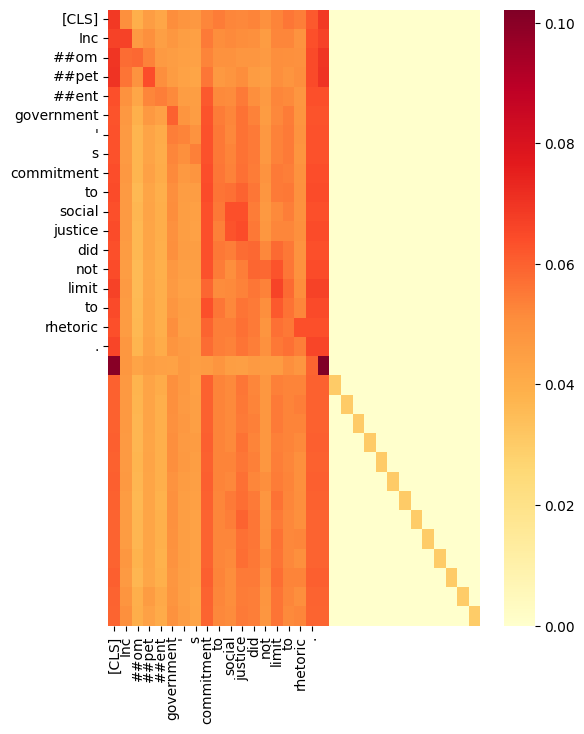 [CLS]
Inc
##om
##pet
##ent
government
'
s
commitment
to
social
justice
did
not
limit
to
rhetoric
.
[CLS]
Inc
##om
##pet
##ent
government
'
s
commitment
to
social
justice
did
not
limit
to
rhetoric
.
0.10
0.08
0.06
0.04
0.02
0.00